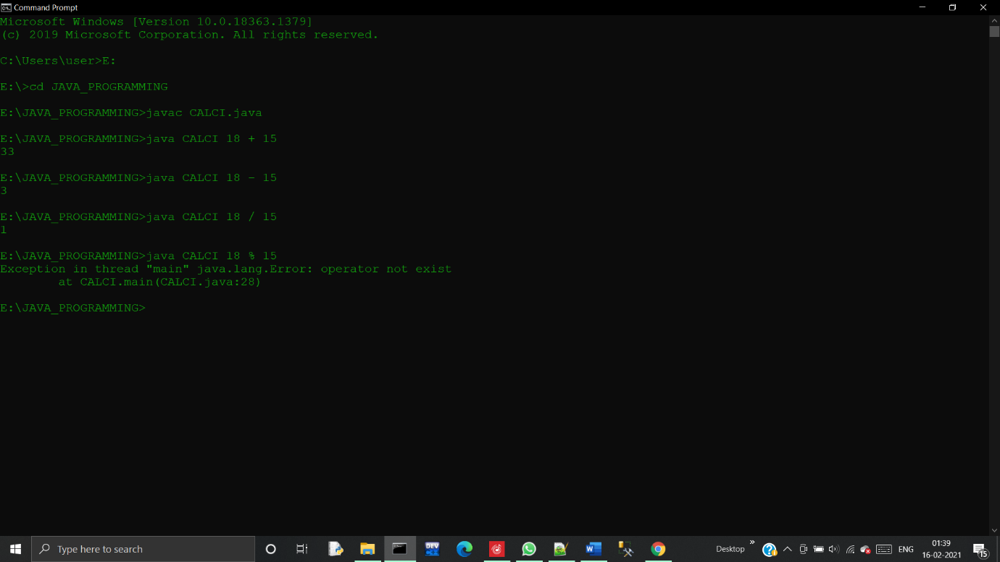 Command Prompt
Microsoft Windows [Version 10.0.18363.1379]
(c) 2019 Microsoft Corporation. All rights reserved.
C:\Users\user>E:
E:\>cd JAVA_PROGRAMMING
E:\JAVA_PROGRAMMING>javac CALCI.java
E:\JAVA_PROGRAMMING>java CALCI 18 + 15
33
E:\JAVA_PROGRAMMING>java CALCI 18 - 15
3
E:\JAVA_PROGRAMMING>java CALCI 18 / 15
1
E:\JAVA_PROGRAMMING>java CALCI 18 % 15
Exception in thread "main" java.lang.Error: operator not exist
at CALCI.main(CALCI.java:28)
E:\JAVA_PROGRAMMING>
Type here to search
DEV
Desktop
ENG
01:39
16-02-2021
15